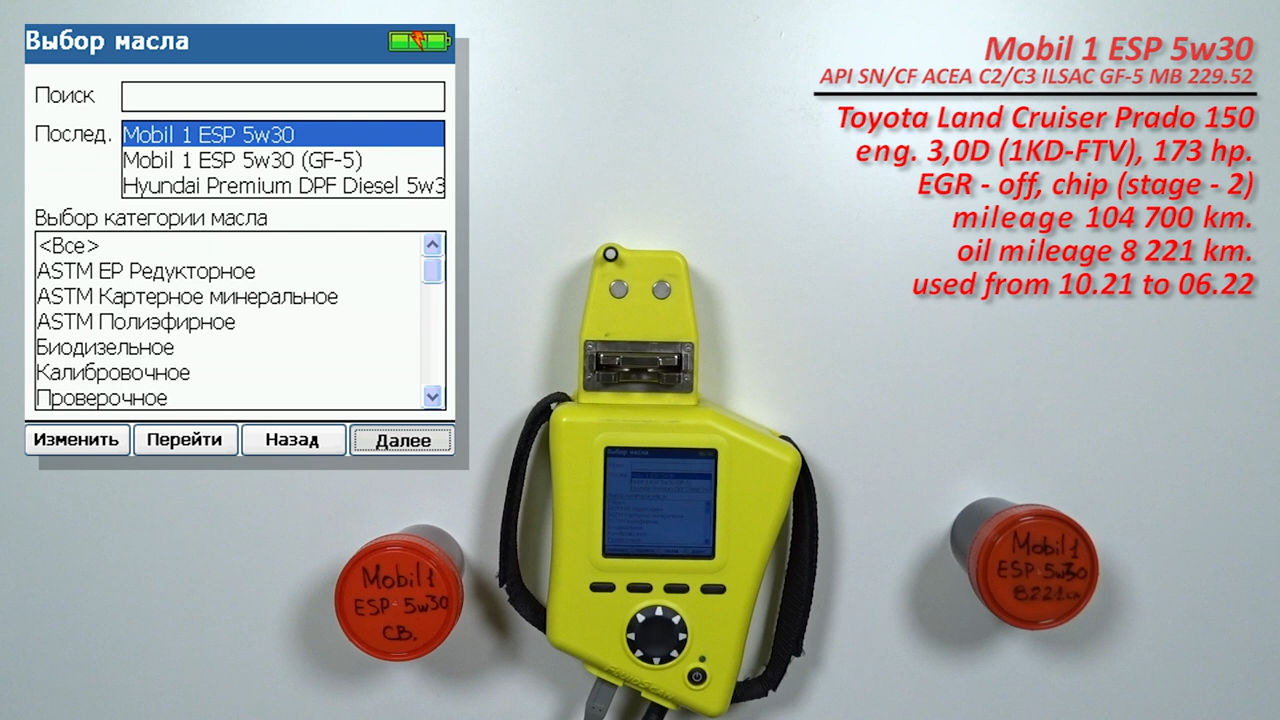 Выбор масла
Поиск
Послед.
Mobil 1 ESP 5w30
Mobil 1 ESP 5w30 (GF-5)
Hyundai Premium DPF Diesel 5w3
Выбор категории масла
<Все>
ASTM EP Редукторное
ASTM Картерное минеральное
ASTM Полиэфирное
Биодизельное
Калибровочное
Проверочное
Изменить Перейти Назад Далее
Mobil 1 ESP 5w30
API SN/CF ACEA C2/C3 ILSAC GF-5 MB 229.52
Toyota Land Cruiser Prado 150
eng. 3,0D (1KD-FTV), 173 hp.
EGR - off, chip (stage - 2)
mileage 104 700 km.
oil mileage 8 221 km.
used from 10.21 to 06.22
Выбор масла
Mobil 1
ESP-5w30
СВ.
FluidScan
Mobil 1
ESP-5w30
8221